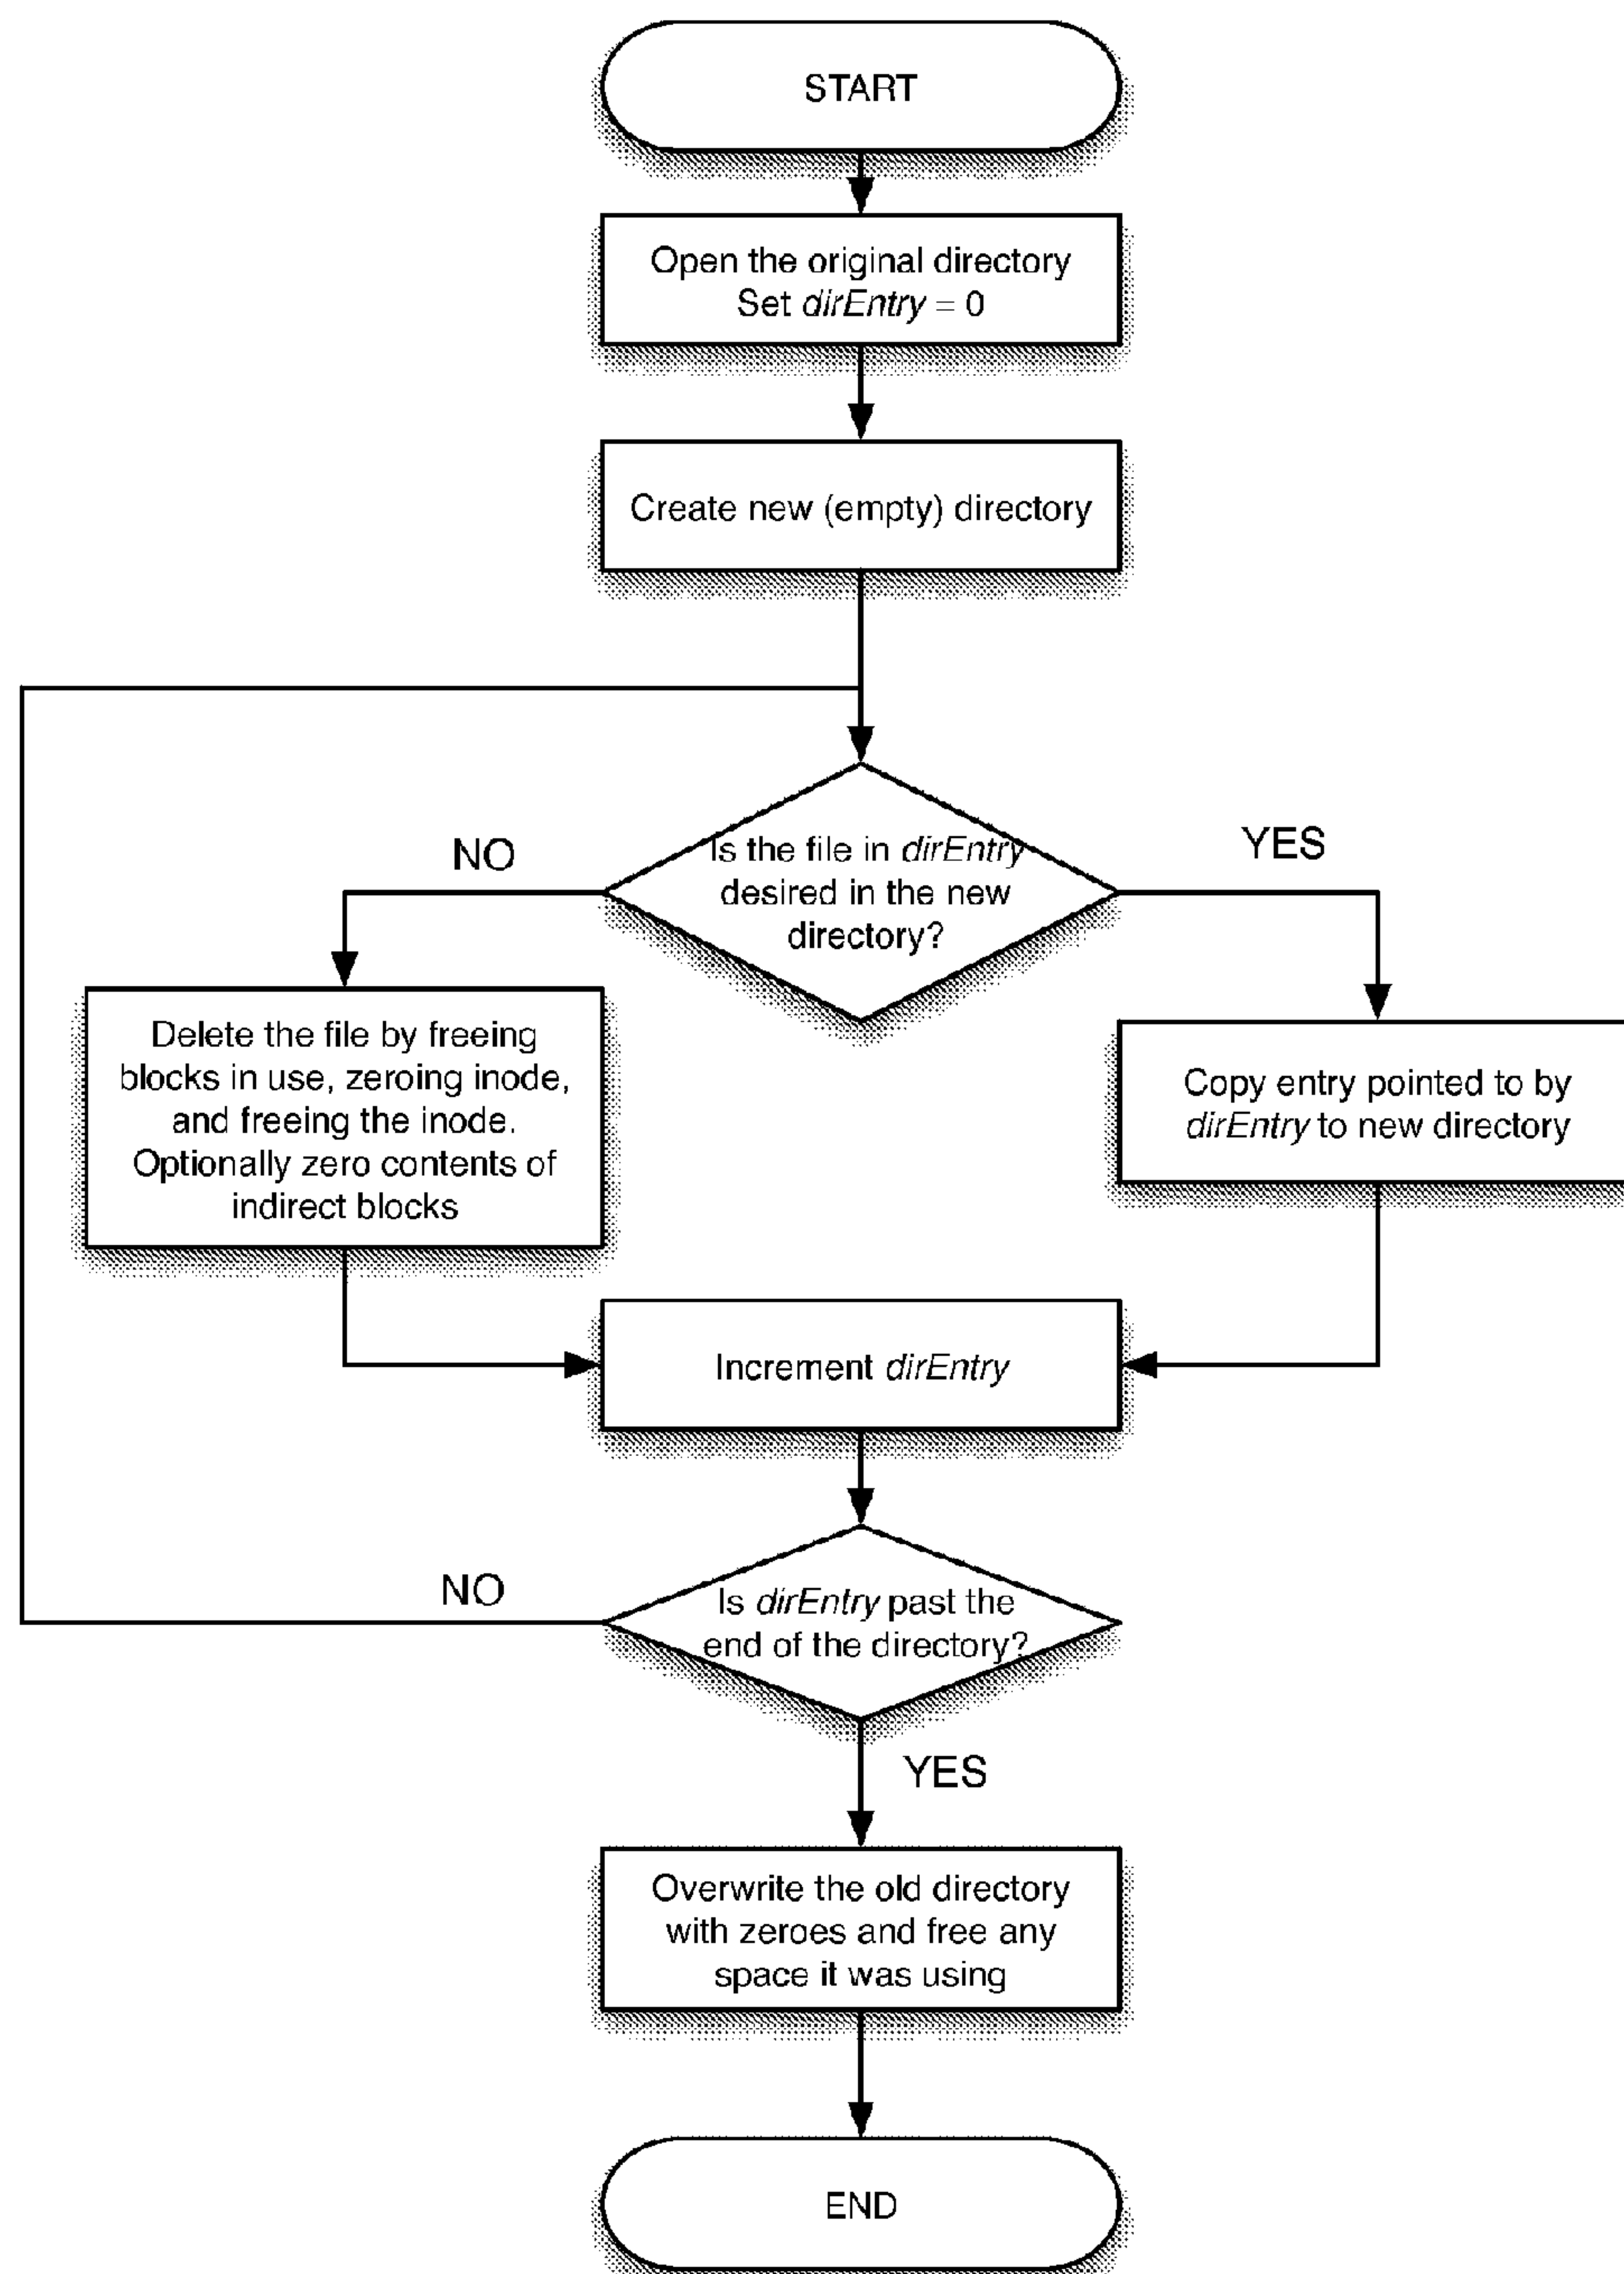 START
Open the original directory
Set dirEntry = 0
Create new (empty) directory
Is the file in dirEntry
desired in the new
directory?
NO
YES
Delete the file by freeing
blocks in use, zeroing inode,
and freeing the inode.
Optionally zero contents of
indirect blocks
Copy entry pointed to by
dirEntry to new directory
Increment dirEntry
Is dirEntry past the
end of the directory?
NO
YES
Overwrite the old directory
with zeroes and free any
space it was using
END